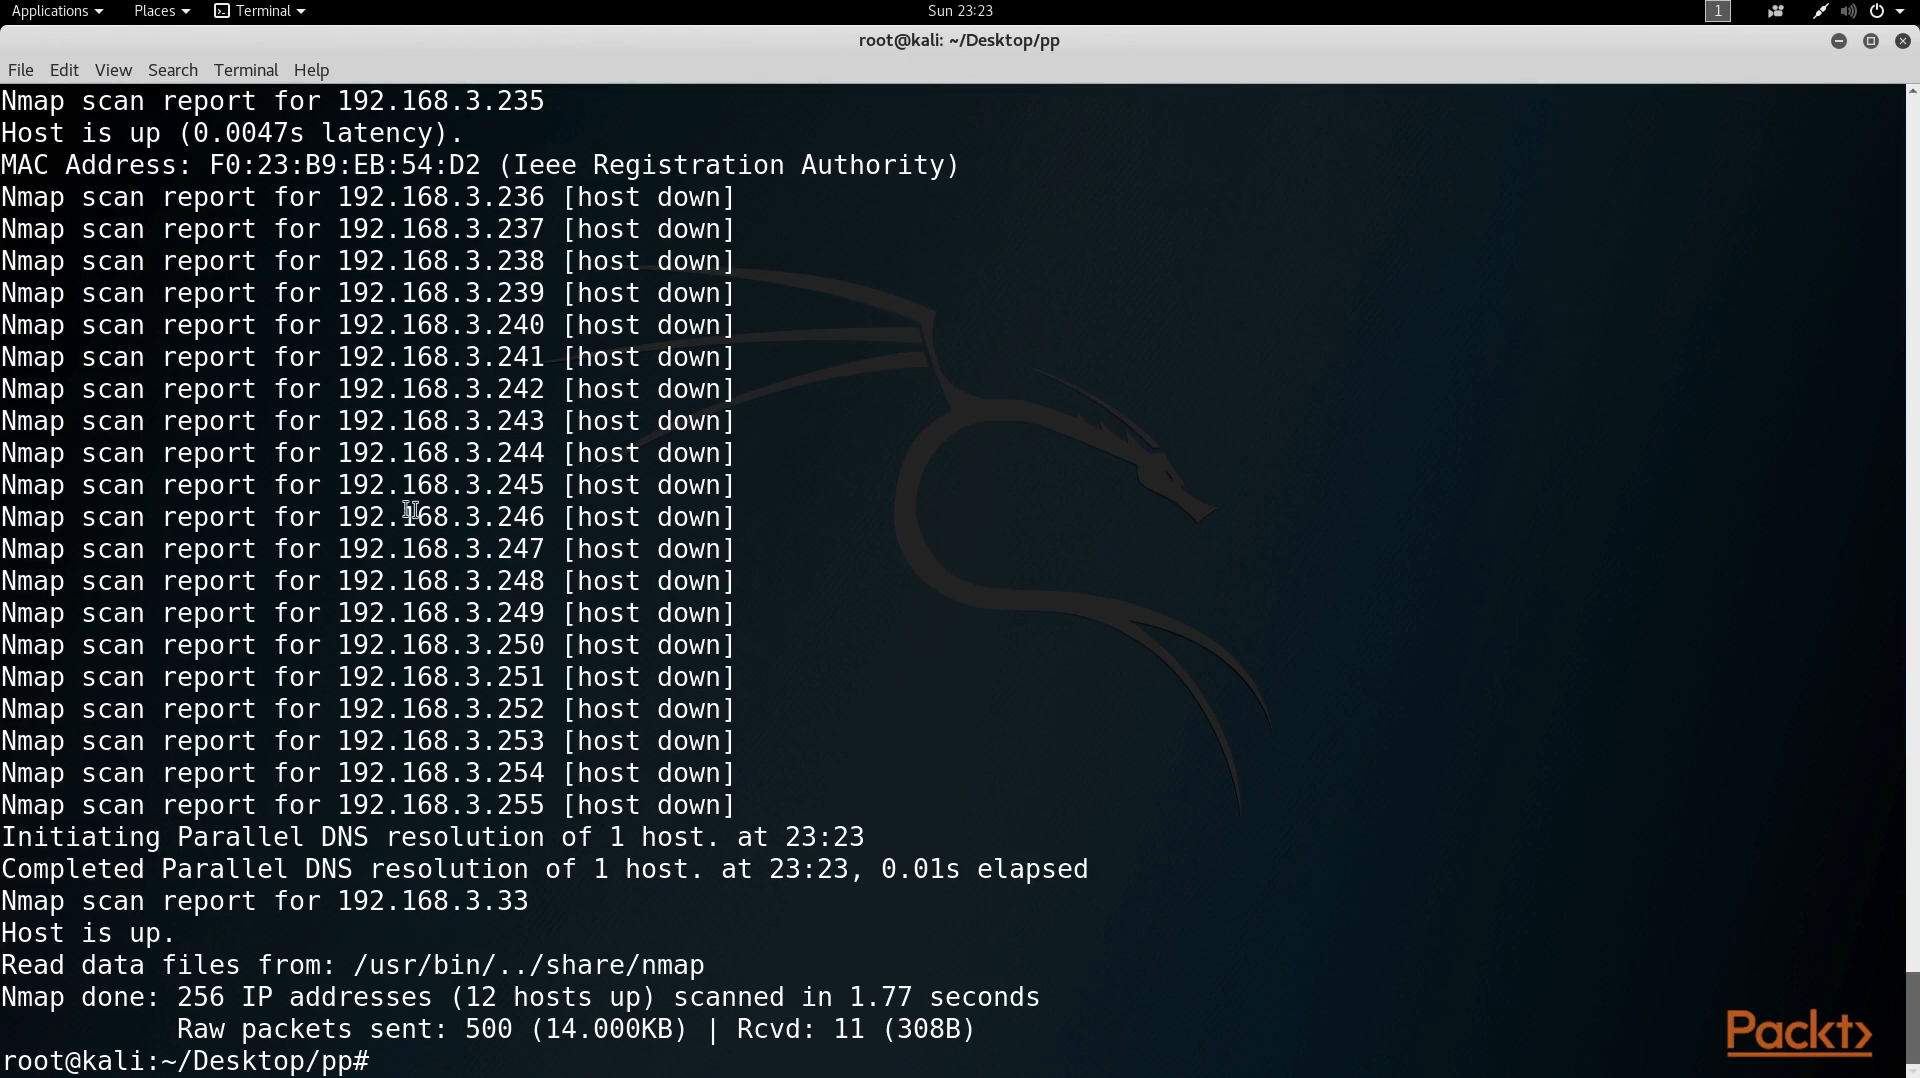 Applications Places Terminal Sun 23:23 1
root@kali: ~/Desktop/pp
File Edit View Search Terminal Help
Nmap scan report for 192.168.3.235
Host is up (0.0047s latency).
MAC Address: F0:23:B9:EB:54:D2 (Ieee Registration Authority)
Nmap scan report for 192.168.3.236 [host down]
Nmap scan report for 192.168.3.237 [host down]
Nmap scan report for 192.168.3.238 [host down]
Nmap scan report for 192.168.3.239 [host down]
Nmap scan report for 192.168.3.240 [host down]
Nmap scan report for 192.168.3.241 [host down]
Nmap scan report for 192.168.3.242 [host down]
Nmap scan report for 192.168.3.243 [host down]
Nmap scan report for 192.168.3.244 [host down]
Nmap scan report for 192.168.3.245 [host down]
Nmap scan report for 192.168.3.246 [host down]
Nmap scan report for 192.168.3.247 [host down]
Nmap scan report for 192.168.3.248 [host down]
Nmap scan report for 192.168.3.249 [host down]
Nmap scan report for 192.168.3.250 [host down]
Nmap scan report for 192.168.3.251 [host down]
Nmap scan report for 192.168.3.252 [host down]
Nmap scan report for 192.168.3.253 [host down]
Nmap scan report for 192.168.3.254 [host down]
Nmap scan report for 192.168.3.255 [host down]
Initiating Parallel DNS resolution of 1 host. at 23:23
Completed Parallel DNS resolution of 1 host. at 23:23, 0.01s elapsed
Nmap scan report for 192.168.3.33
Host is up.
Read data files from: /usr/bin/../share/nmap
Nmap done: 256 IP addresses (12 hosts up) scanned in 1.77 seconds
Raw packets sent: 500 (14.000KB) | Rcvd: 11 (308B)
root@kali:~/Desktop/pp#
Packt>